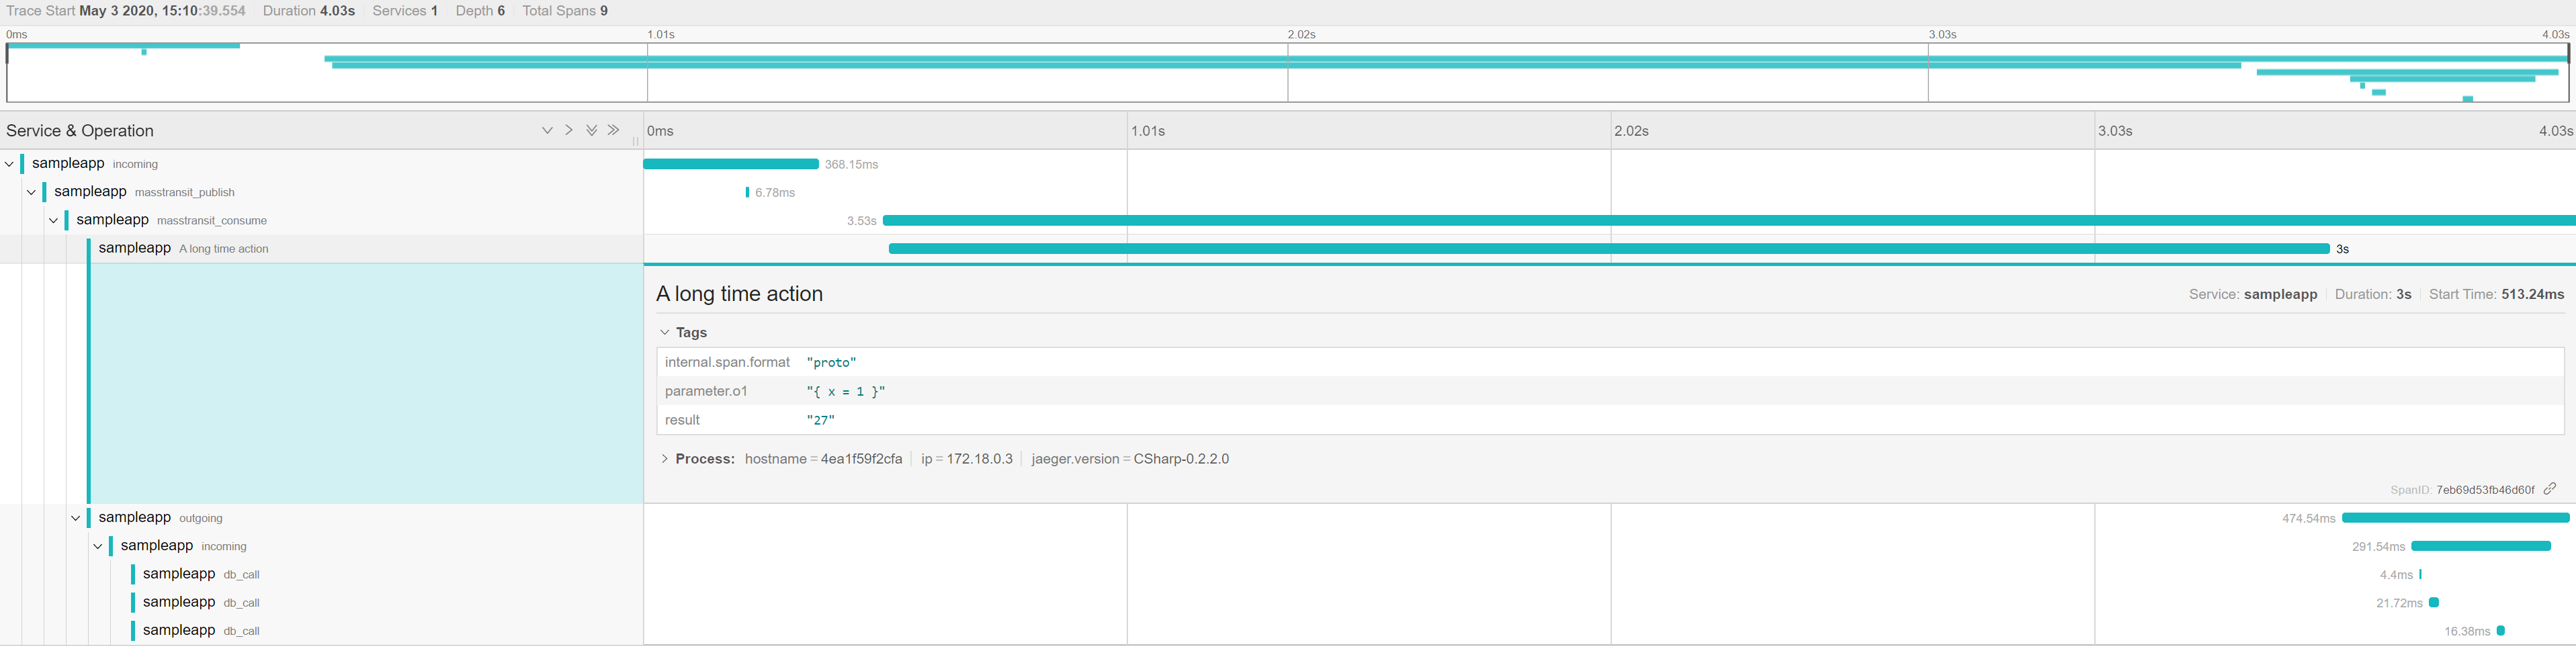 Trace Start May 3 2020, 15:10:39.554 Duration 4.03s Services 1 Depth 6 Total Spans 9
0ms 1.01s 2.02s 3.03s 4.03s
Service & Operation 0ms 1.01s 2.02s 3.03s 4.03s
sampleapp incoming 368.15ms
sampleapp masstransit_publish 6.78ms
sampleapp masstransit_consume 3.53s
sampleapp A long time action 3s
A long time action Service: sampleapp Duration: 3s Start Time: 513.24ms
Tags
internal.span.format "proto"
parameter.o1 "{ x = 1 }"
result "27"
Process: hostname = 4ea1f59f2cfa ip = 172.18.0.3 jaeger.version = CSharp-0.2.2.0
SpanID: 7eb69d53fb46d60f
sampleapp outgoing 474.54ms
sampleapp incoming 291.54ms
sampleapp db_call 4.4ms
sampleapp db_call 21.72ms
sampleapp db_call 16.38ms